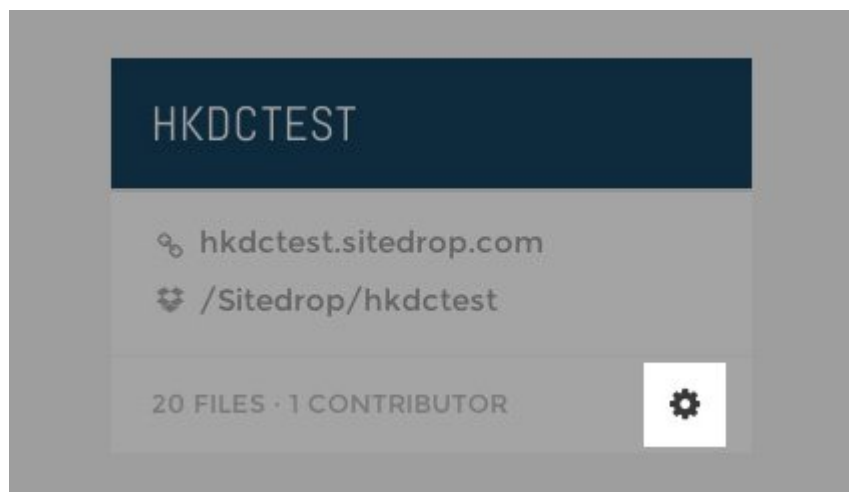 HKDCTEST
hkdctest.sitedrop.com
/Sitedrop/hkdctest
20 FILES · 1 CONTRIBUTOR